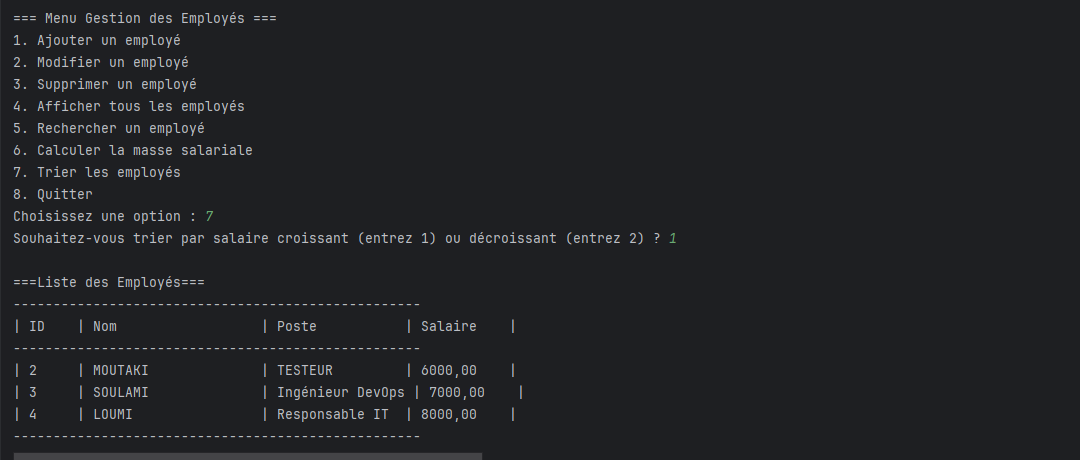 === Menu Gestion des Employés ===
1. Ajouter un employé
2. Modifier un employé
3. Supprimer un employé
4. Afficher tous les employés
5. Rechercher un employé
6. Calculer la masse salariale
7. Trier les employés
8. Quitter
Choisissez une option : 7
Souhaitez-vous trier par salaire croissant (entrez 1) ou décroissant (entrez 2) ? 1

===Liste des Employés===
---------------------------------------------------
| ID    | Nom                  | Poste           | Salaire    |
---------------------------------------------------
| 2     | MOUTAKI              | TESTEUR         | 6000,00    |
| 3     | SOULAMI              | Ingénieur DevOps | 7000,00    |
| 4     | LOUMI                | Responsable IT  | 8000,00    |
---------------------------------------------------